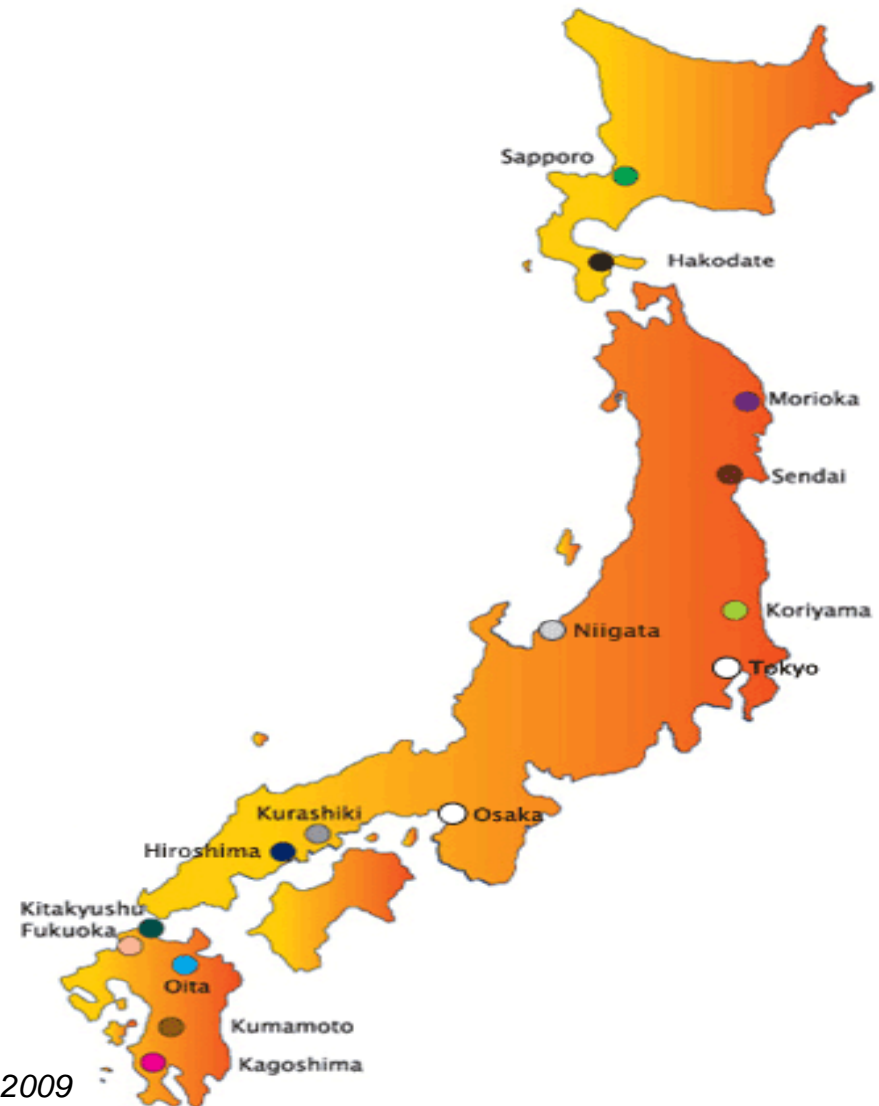 Sapporo
Hakodate
Morioka
Sendai
Koriyama
Niigata
Tokyo
Kurashiki
Osaka
Hiroshima
Kitakyushu
Fukuoka
Oita
Kumamoto
Kagoshima
2009